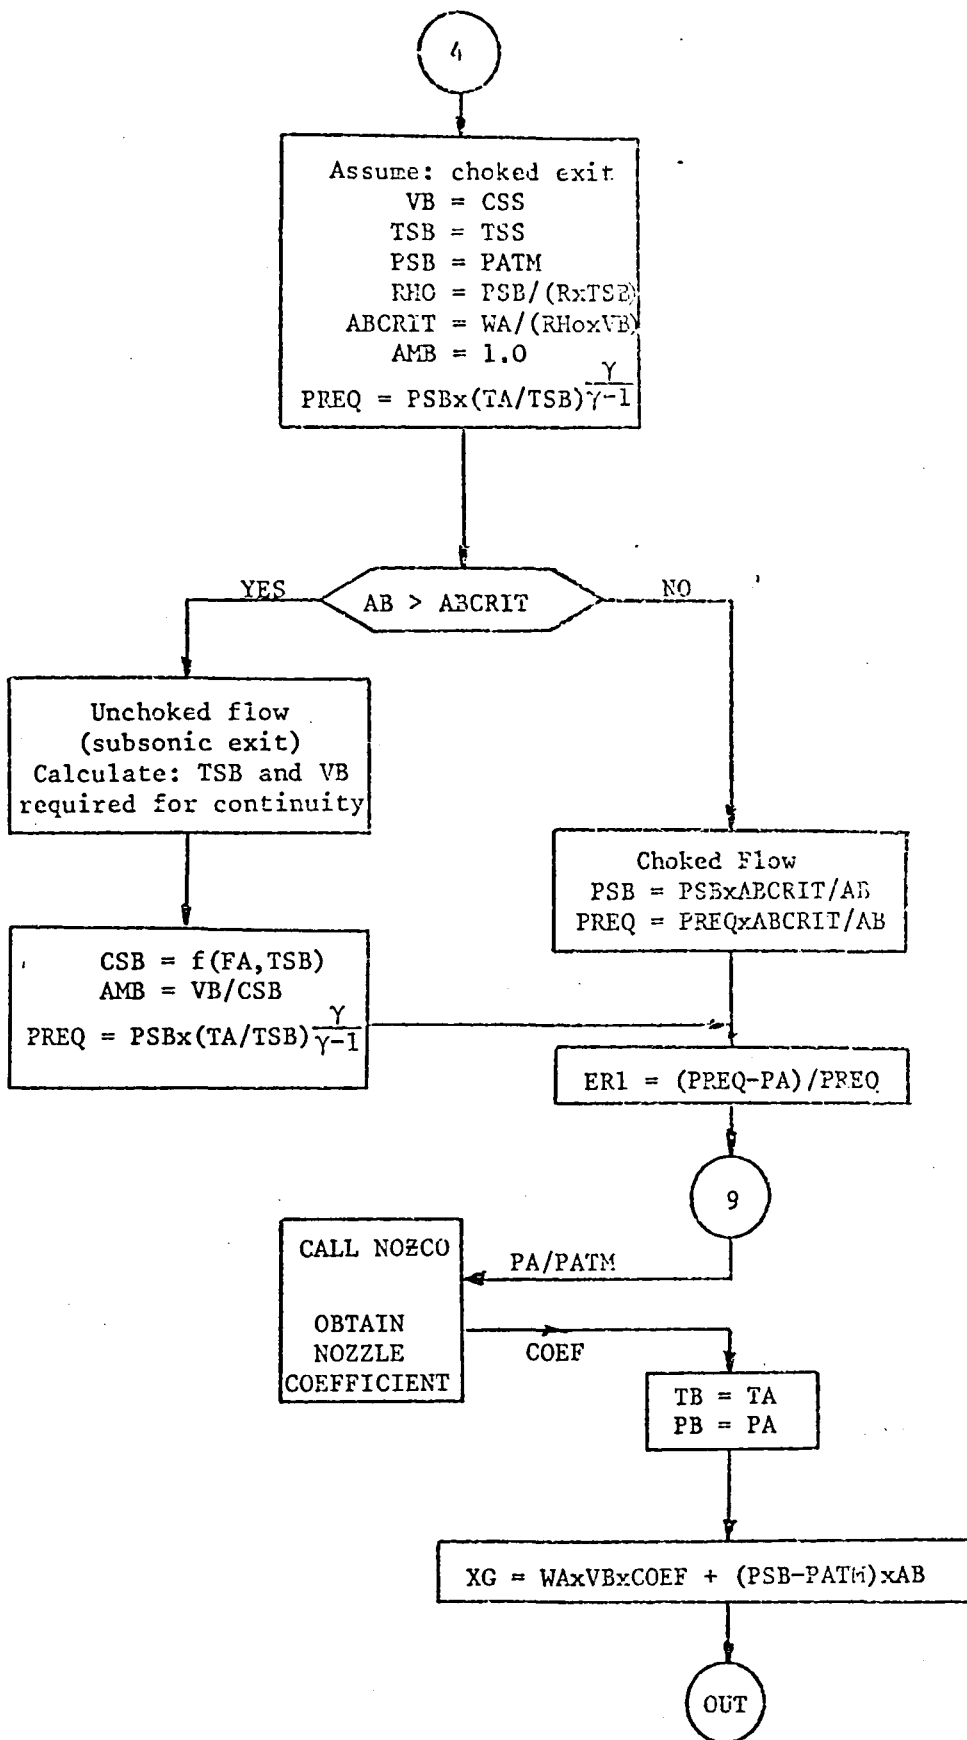 4
Assume: choked exit
VB = CSS
TSB = TSS
PSB = PATM
RHO = PSB/(RxTSB)
ABCRIT = WA/(RHoxVB)
AMB = 1.0
PREQ = PSBx(TA/TSB)^γ/γ-1
AB > ABCRIT
YES
NO
Unchoked flow
(subsonic exit)
Calculate: TSB and VB
required for continuity
Choked Flow
PSB = PSBxABCRIT/AB
PREQ = PREQxABCRIT/AB
CSB = f(FA,TSB)
AMB = VB/CSB
PREQ = PSBx(TA/TSB)^γ/γ-1
ER1 = (PREQ-PA)/PREQ
9
CALL NOZCO
PA/PATM
OBTAIN
NOZZLE
COEFFICIENT
COEF
TB = TA
PB = PA
XG = WAxVBxCOEF + (PSB-PATM)xAB
OUT